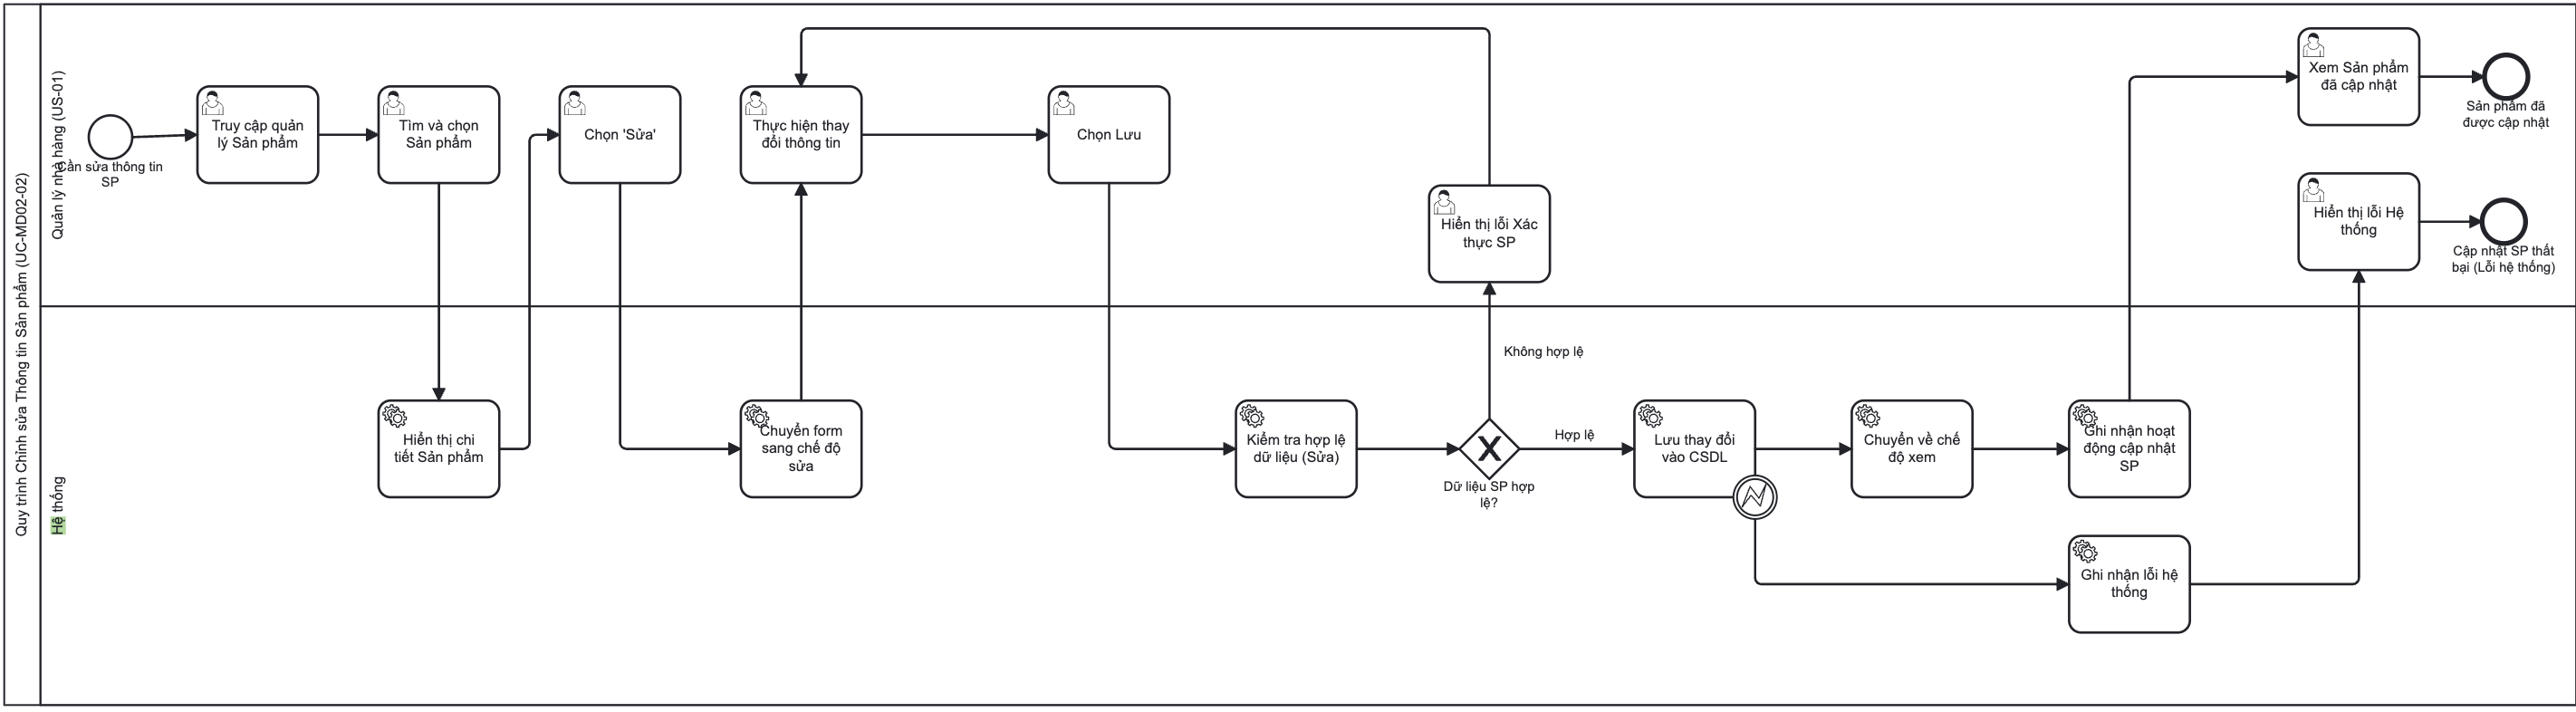 Quy trình Chỉnh sửa Thông tin Sản phẩm (UC-MD02-02)
Quản lý nhà hàng (US-01)
Cần sửa thông tin
SP
Truy cập quản
lý Sản phẩm
Tìm và chọn
Sản phẩm
Chọn 'Sửa'
Thực hiện thay
đổi thông tin
Chọn Lưu
Hiển thị lỗi Xác
thực SP
Xem Sản phẩm
đã cập nhật
Sản phẩm đã
được cập nhật
Hiển thị lỗi Hệ
thống
Cập nhật SP thất
bại (Lỗi hệ thống)
Hệ thống
Hiển thị chi
tiết Sản phẩm
Chuyển form
sang chế độ
sửa
Kiểm tra hợp lệ
dữ liệu (Sửa)
Không hợp lệ
Dữ liệu SP hợp
lệ?
Hợp lệ
Lưu thay đổi
vào CSDL
Chuyển về chế
độ xem
Ghi nhận hoạt
động cập nhật
SP
Ghi nhận lỗi hệ
thống